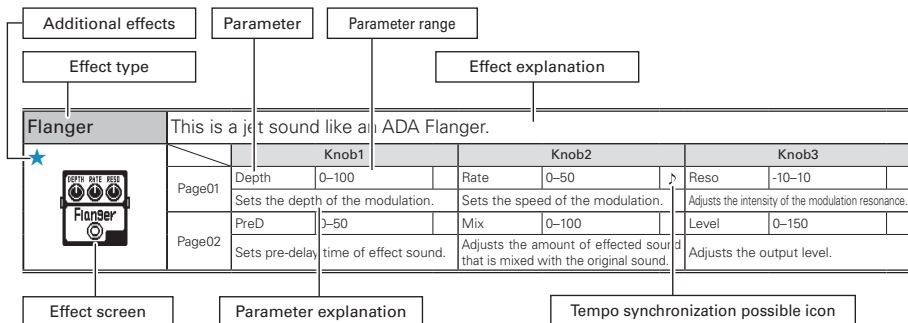 Additional effects
Parameter
Parameter range
Effect type
Effect explanation
Flanger
This is a jet sound like an ADA Flanger.
Knob1
Knob2
Knob3
DEPTH RATE RESO
Flanger
Page01
Depth
0–100
Rate
0–50
♪
Reso
-10–10
Sets the depth of the modulation.
Sets the speed of the modulation.
Adjusts the intensity of the modulation resonance.
Page02
PreD
0–50
Mix
0–100
Level
0–150
Sets pre-delay time of effect sound.
Adjusts the amount of effected sound
that is mixed with the original sound.
Adjusts the output level.
Effect screen
Parameter explanation
Tempo synchronization possible icon